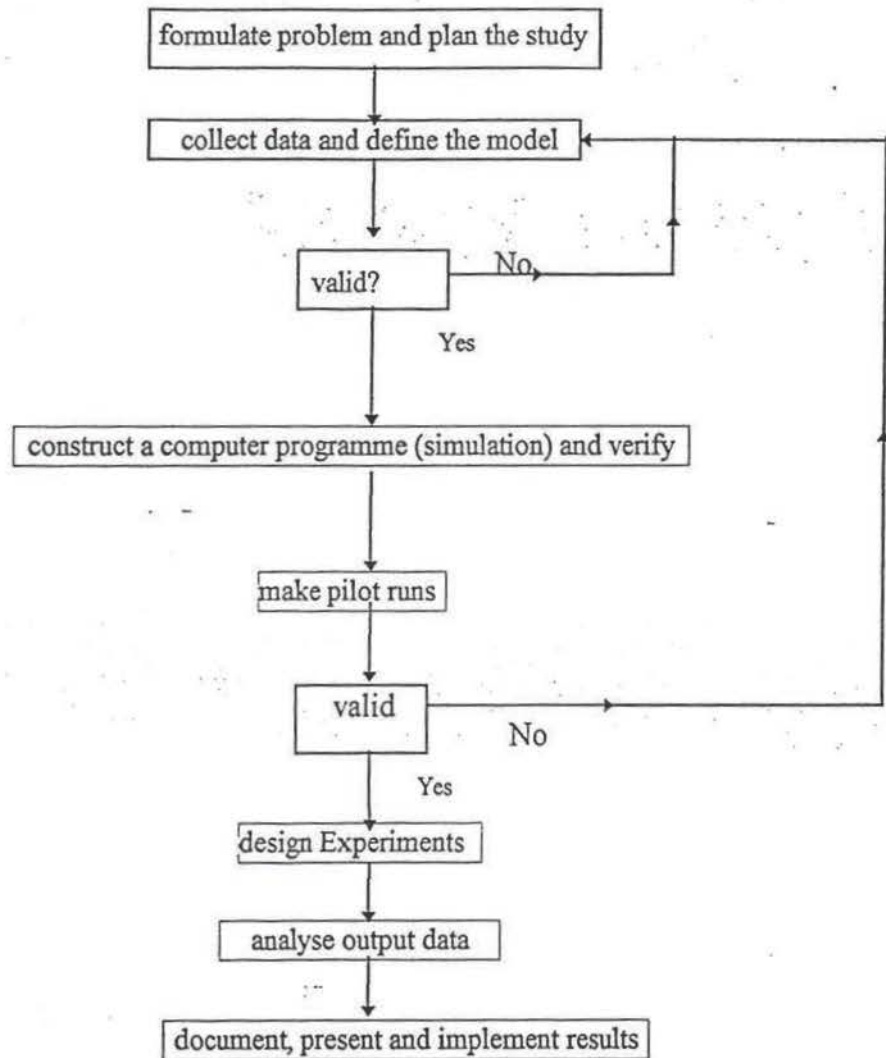 formulate problem and plan the study
collect data and define the model
valid?
No
Yes
construct a computer programme (simulation) and verify
make pilot runs
valid
No
Yes
design Experiments
analyse output data
document, present and implement results